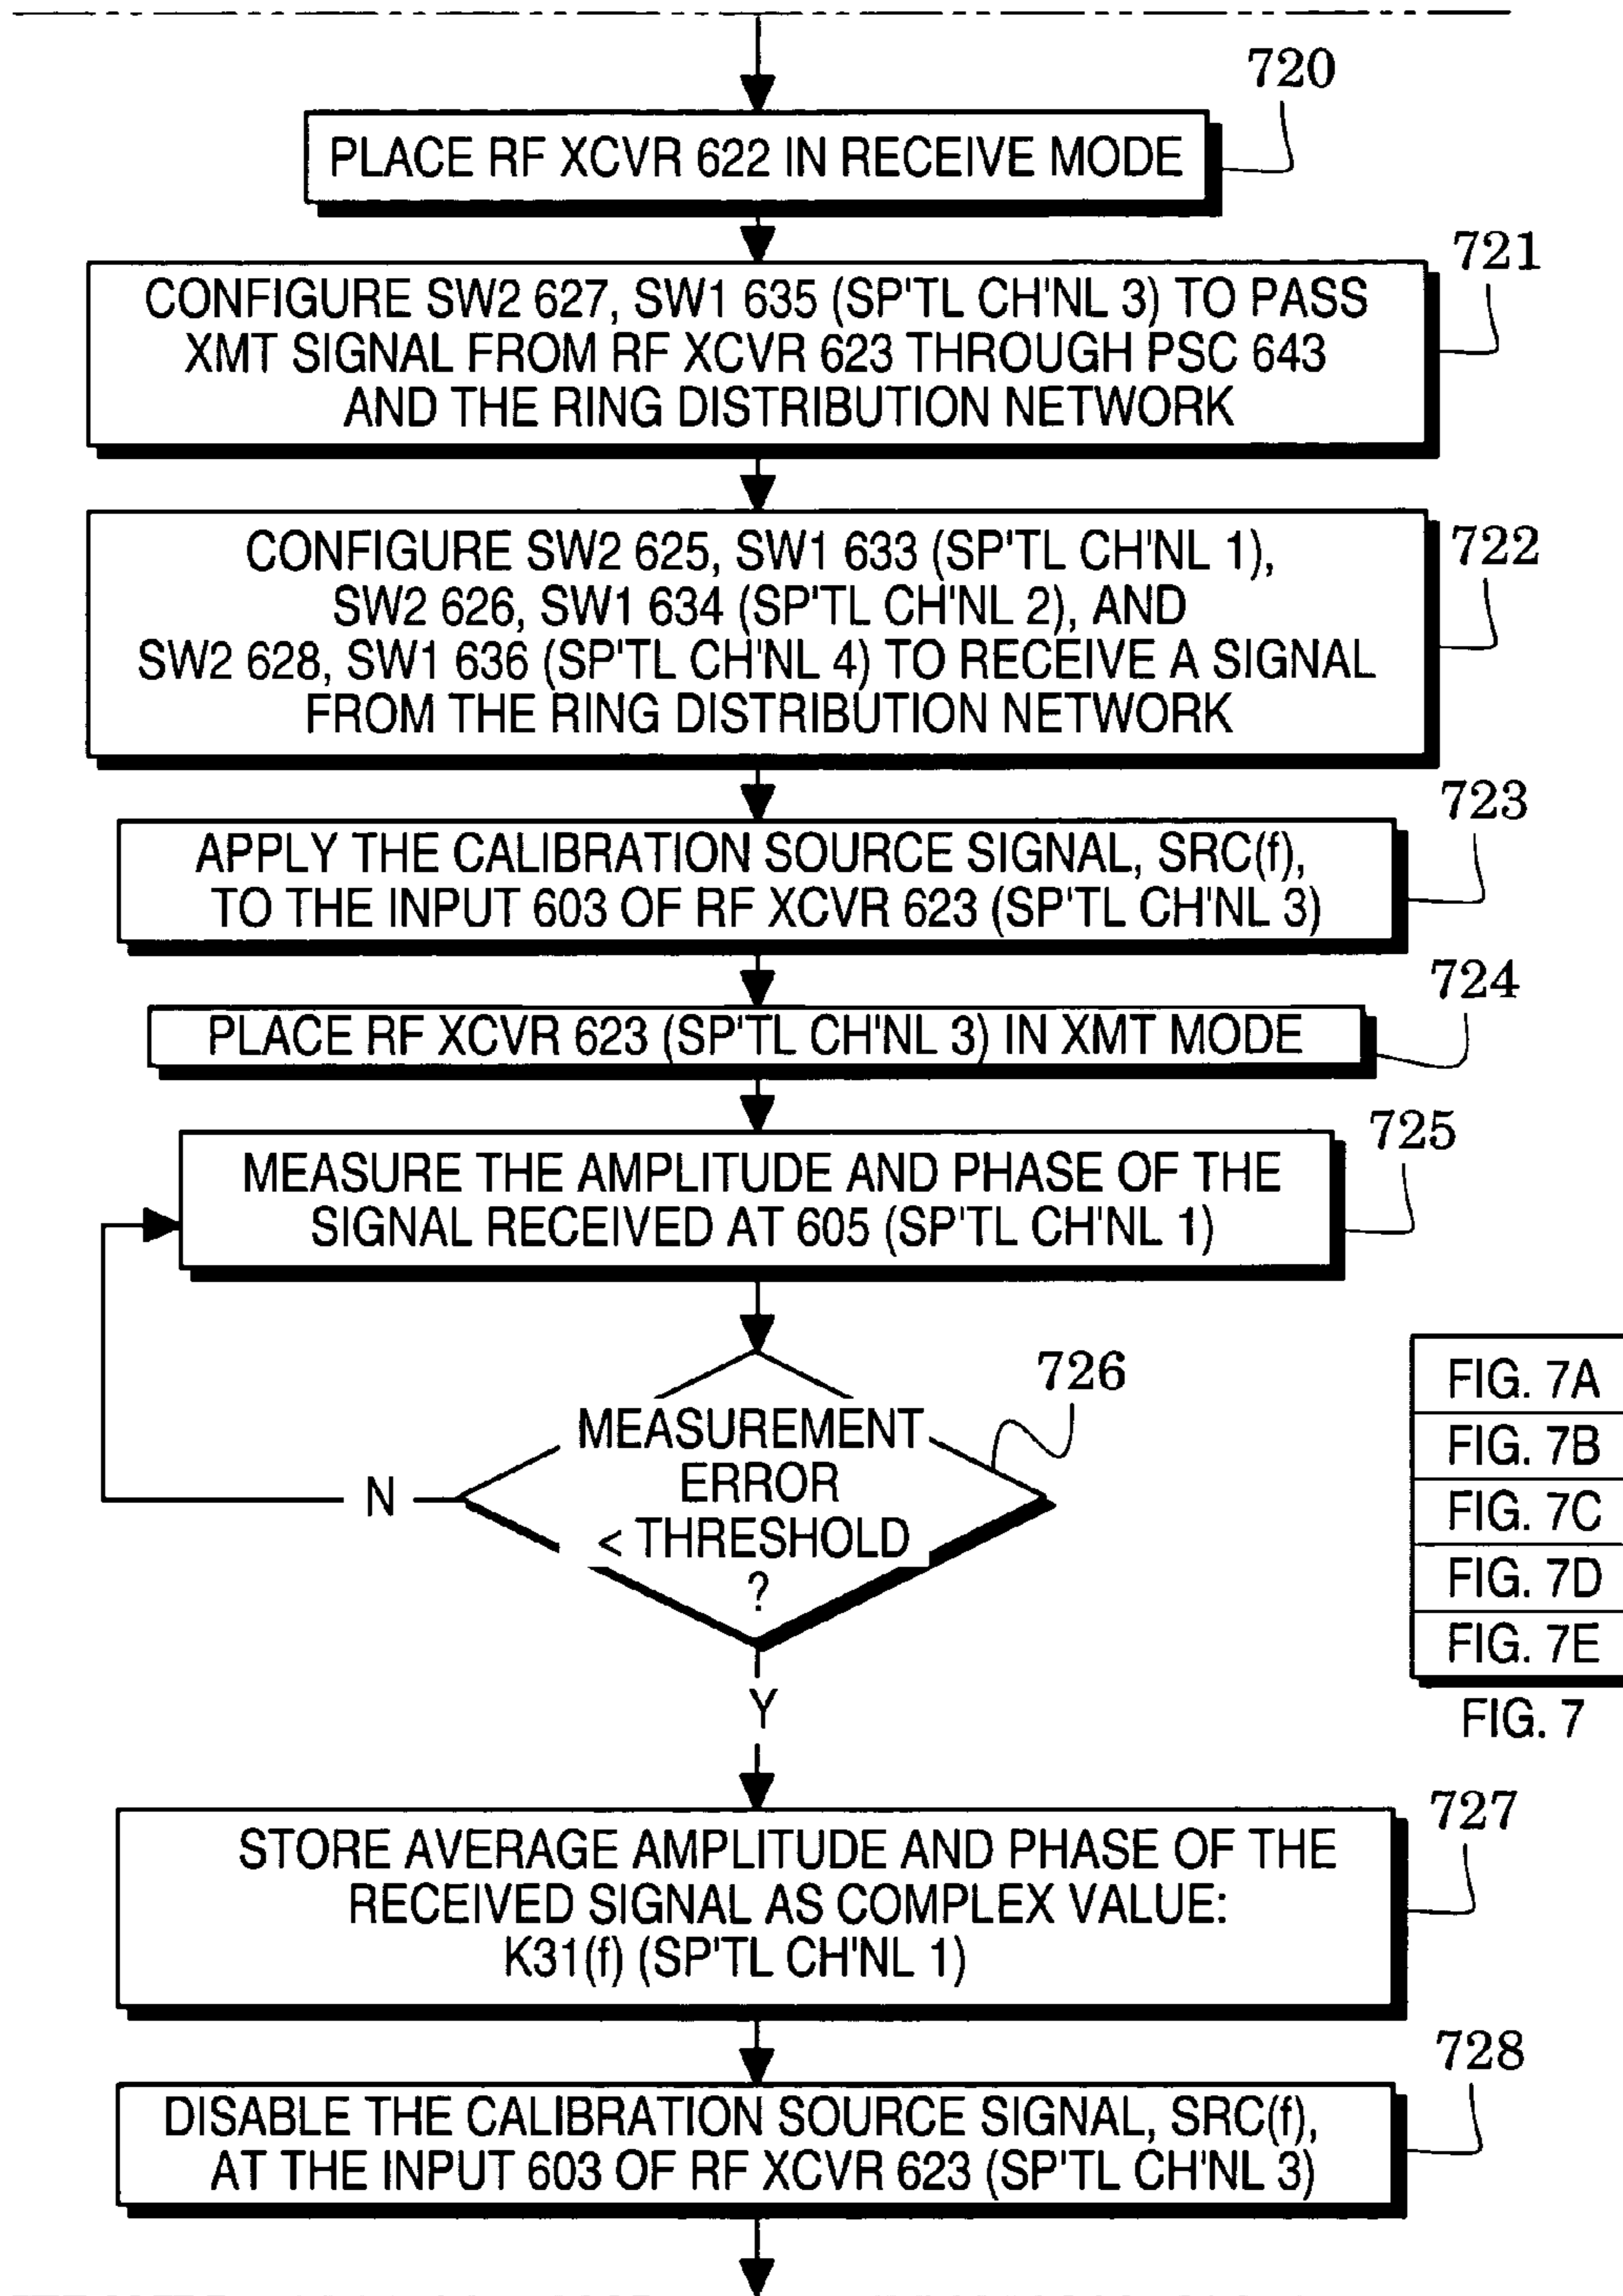 720
PLACE RF XCVR 622 IN RECEIVE MODE
721
CONFIGURE SW2 627, SW1 635 (SP'TL CH'NL 3) TO PASS
XMT SIGNAL FROM RF XCVR 623 THROUGH PSC 643
AND THE RING DISTRIBUTION NETWORK
722
CONFIGURE SW2 625, SW1 633 (SP'TL CH'NL 1),
SW2 626, SW1 634 (SP'TL CH'NL 2), AND
SW2 628, SW1 636 (SP'TL CH'NL 4) TO RECEIVE A SIGNAL
FROM THE RING DISTRIBUTION NETWORK
723
APPLY THE CALIBRATION SOURCE SIGNAL, SRC(f),
TO THE INPUT 603 OF RF XCVR 623 (SP'TL CH'NL 3)
724
PLACE RF XCVR 623 (SP'TL CH'NL 3) IN XMT MODE
725
MEASURE THE AMPLITUDE AND PHASE OF THE
SIGNAL RECEIVED AT 605 (SP'TL CH'NL 1)
726
MEASUREMENT
ERROR
< THRESHOLD
?
N
Y
FIG. 7A
FIG. 7B
FIG. 7C
FIG. 7D
FIG. 7E
FIG. 7
727
STORE AVERAGE AMPLITUDE AND PHASE OF THE
RECEIVED SIGNAL AS COMPLEX VALUE:
K31(f) (SP'TL CH'NL 1)
728
DISABLE THE CALIBRATION SOURCE SIGNAL, SRC(f),
AT THE INPUT 603 OF RF XCVR 623 (SP'TL CH'NL 3)